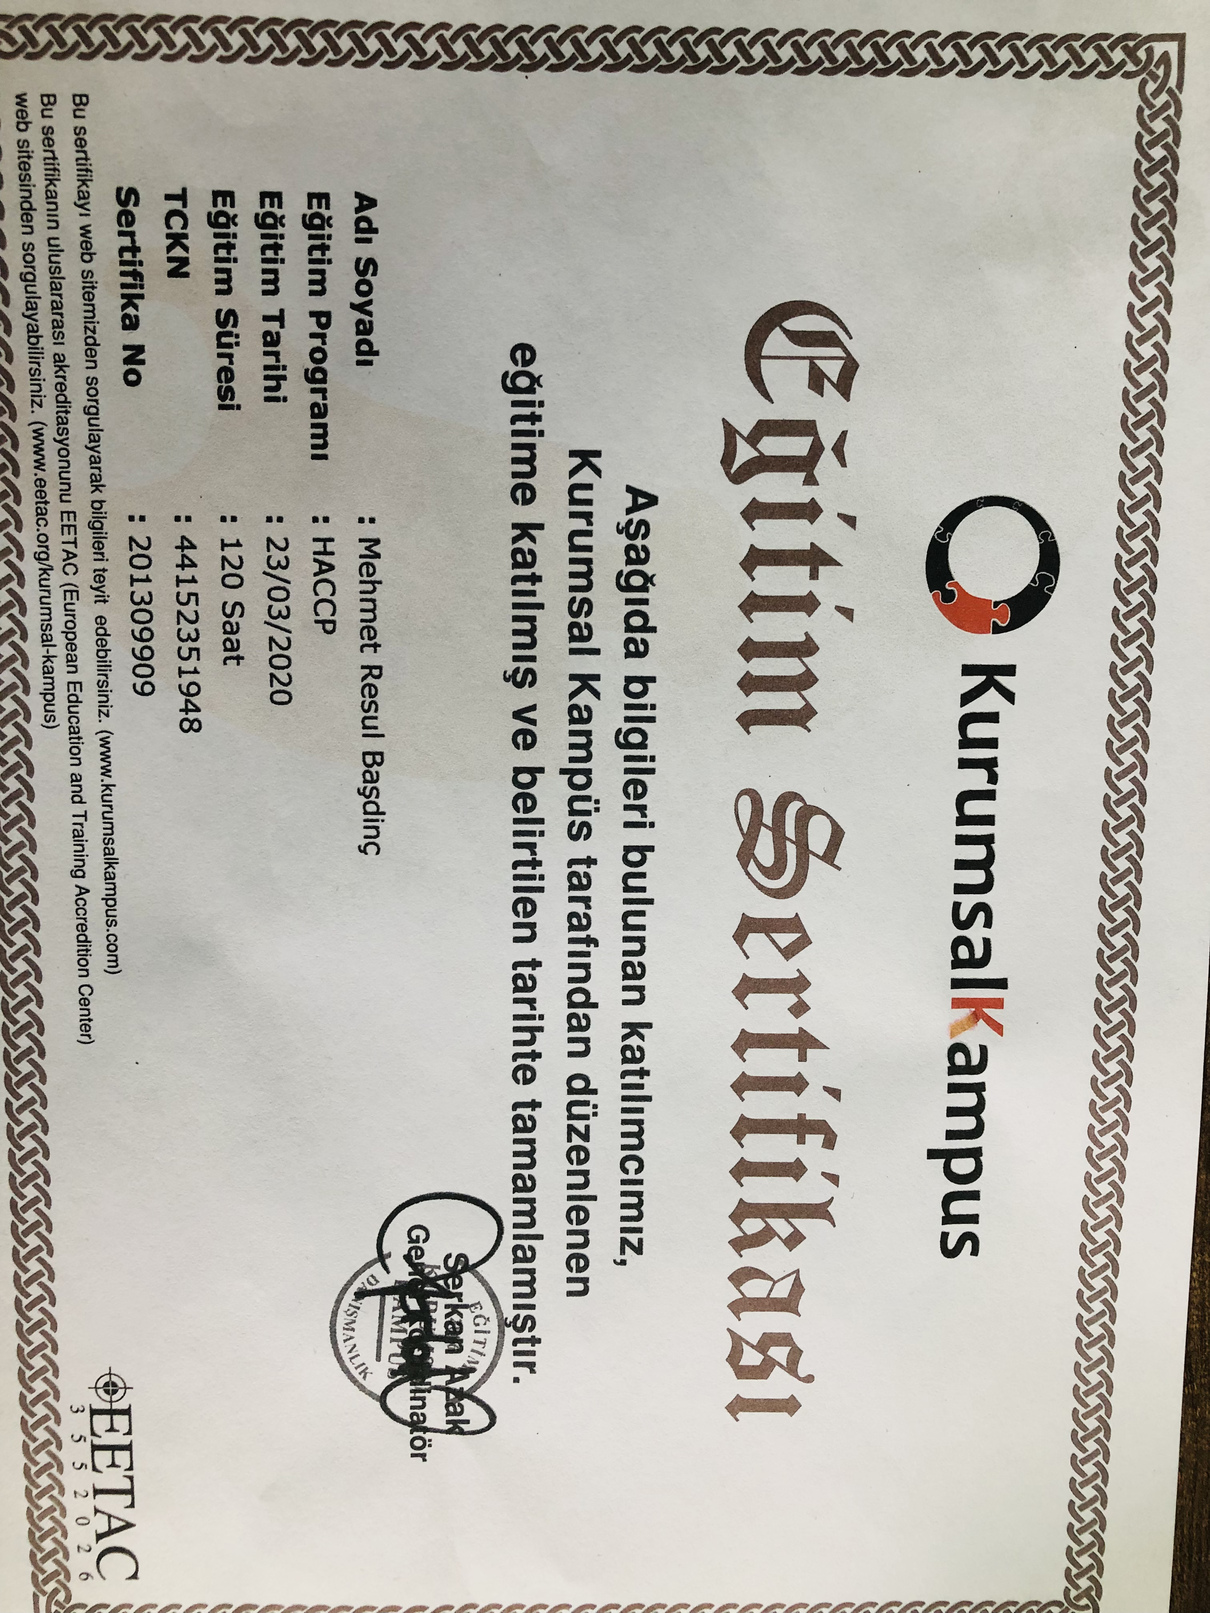 KurumsalKampus
Eğitim Sertifikası
Aşağıda bilgileri bulunan katılımcımız,
Kurumsal Kampüs tarafından düzenlenen
eğitime katılmış ve belirtilen tarihte tamamlamıştır.
Adı Soyadı : Mehmet Resul Başdinç
Eğitim Programı : HACCP
Eğitim Tarihi : 23/03/2020
Eğitim Süresi : 120 Saat
TCKN : 44152351948
Sertifika No : 201309909
Serkan
EĞİTİM
DANIŞMANLIK
Bu sertifikayı web sitemizden sorgulayarak bilgileri teyit edebilirsiniz. (www.kurumsalkampus.com)
Bu sertifikanın uluslararası akreditasyonunu EETAC (European Education and Training Accredition Center)
web sitesinden sorgulayabilirsiniz. (www.eetac.org/kurumsal-kampus)
EETAC
3 5 5 2 0 2 6